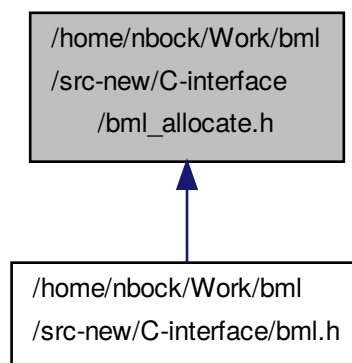 /home/nbock/Work/bml
/src-new/C-interface
/bml_allocate.h
/home/nbock/Work/bml
/src-new/C-interface/bml.h